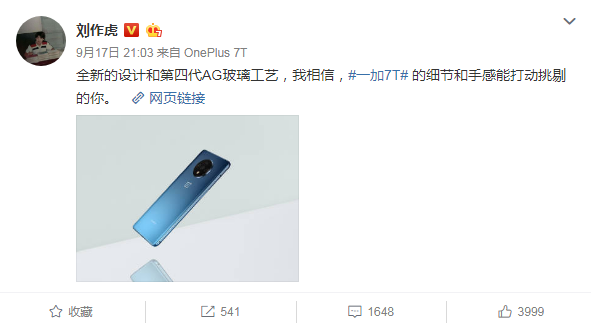 刘作虎
9月17日 21:03 来自 OnePlus 7T
全新的设计和第四代AG玻璃工艺，我相信，#一加7T# 的细节和手感能打动挑剔
的你。 网页链接
收藏 541 1648 3999